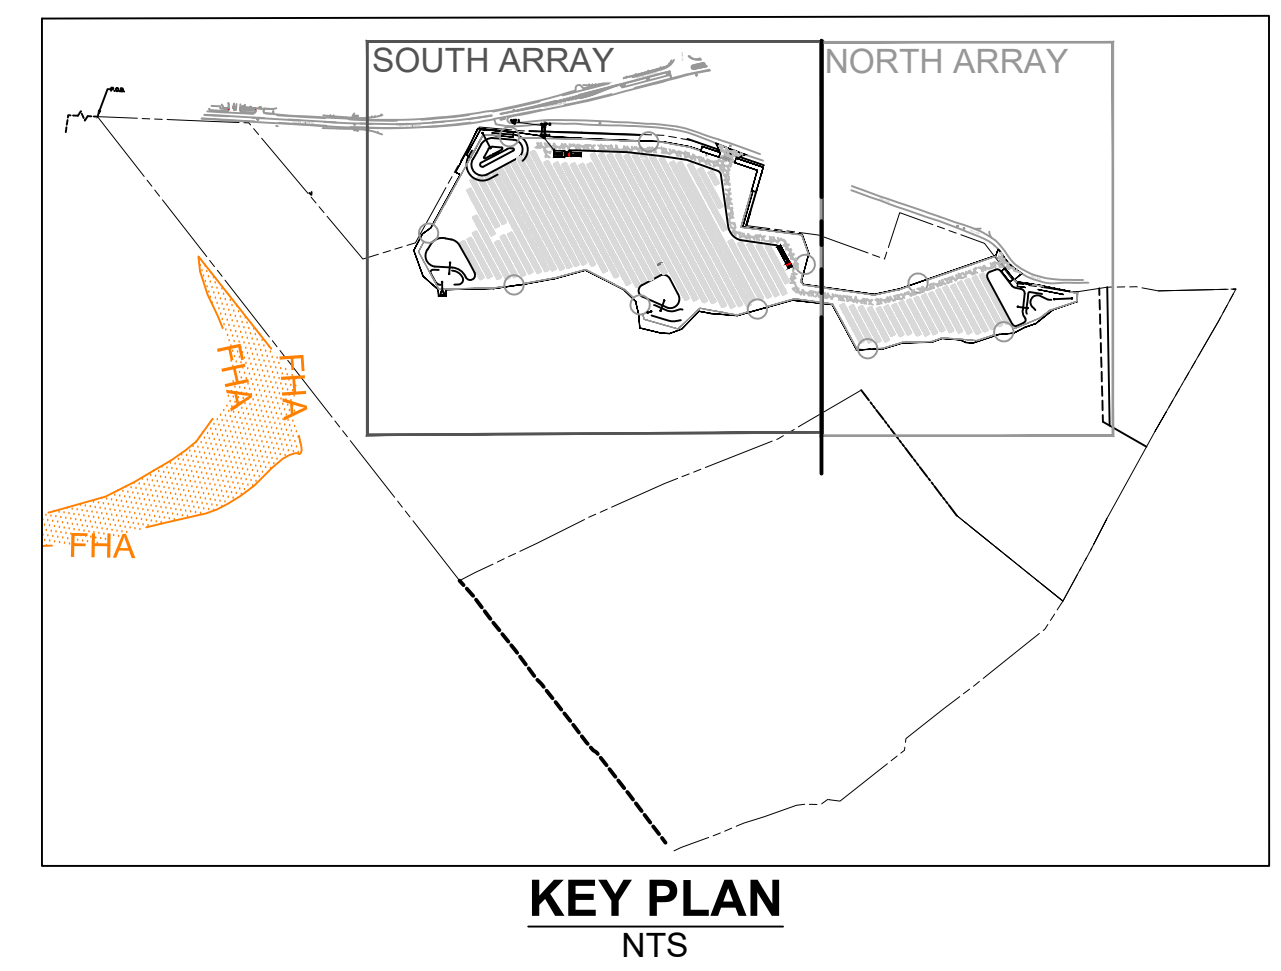 SOUTH ARRAY
NORTH ARRAY
P.O.B.
FHA
FHA
FHA
KEY PLAN
NTS